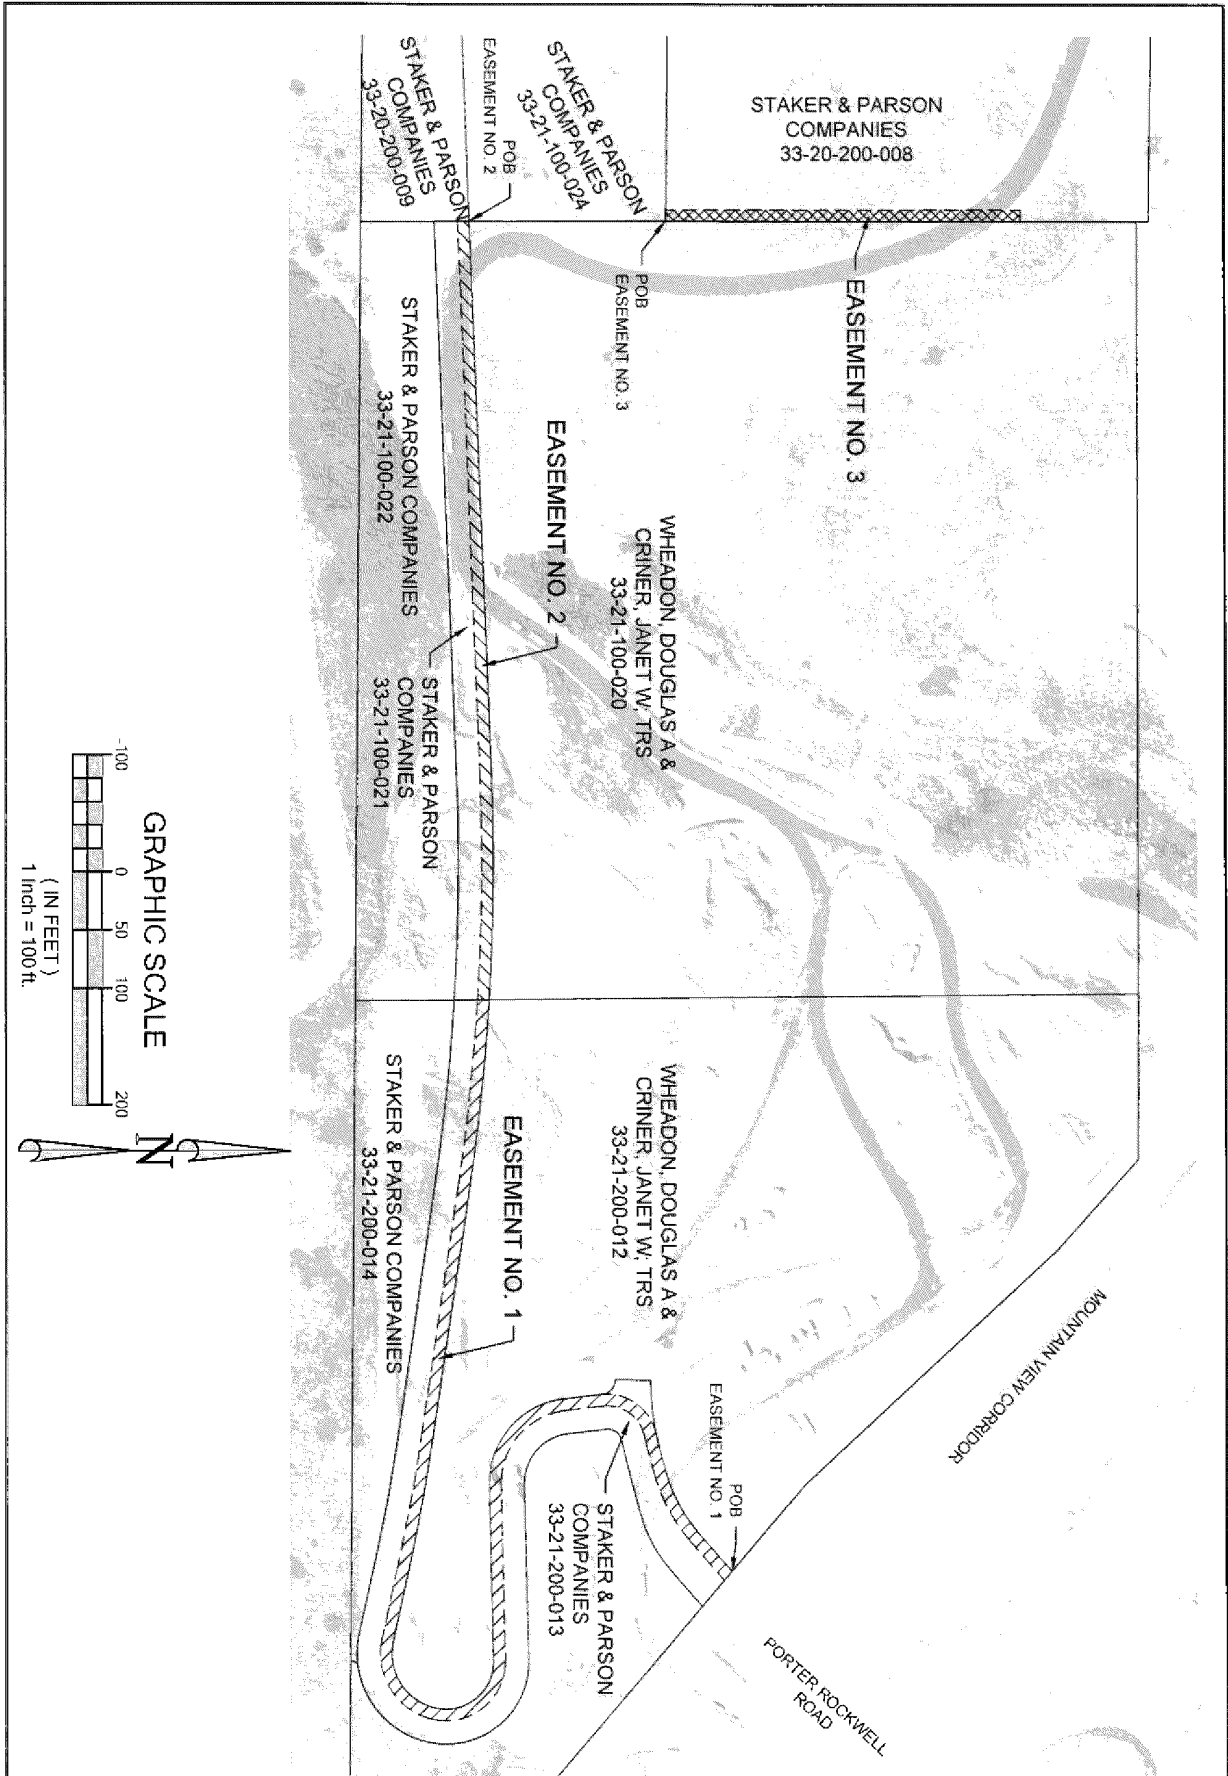 STAKER & PARSON
COMPANIES
33-20-200-008
STAKER & PARSON
COMPANIES
33-21-100-024
POB
EASEMENT NO. 2
STAKER & PARSON
COMPANIES
33-20-200-009
EASEMENT NO. 3
POB
EASEMENT NO. 3
EASEMENT NO. 2
WHEADON, DOUGLAS A &
CRINER, JANET W; TRS
33-21-100-020
STAKER & PARSON COMPANIES
33-21-100-022
STAKER & PARSON
COMPANIES
33-21-100-021
WHEADON, DOUGLAS A &
CRINER, JANET W; TRS
33-21-200-012
EASEMENT NO. 1
STAKER & PARSON COMPANIES
33-21-200-014
MOUNTAIN VIEW CORRIDOR
POB
EASEMENT NO. 1
STAKER & PARSON
COMPANIES
33-21-200-013
PORTER ROCKWELL
ROAD
GRAPHIC SCALE
-100 0 50 100 200
( IN FEET )
1 inch = 100 ft.
N